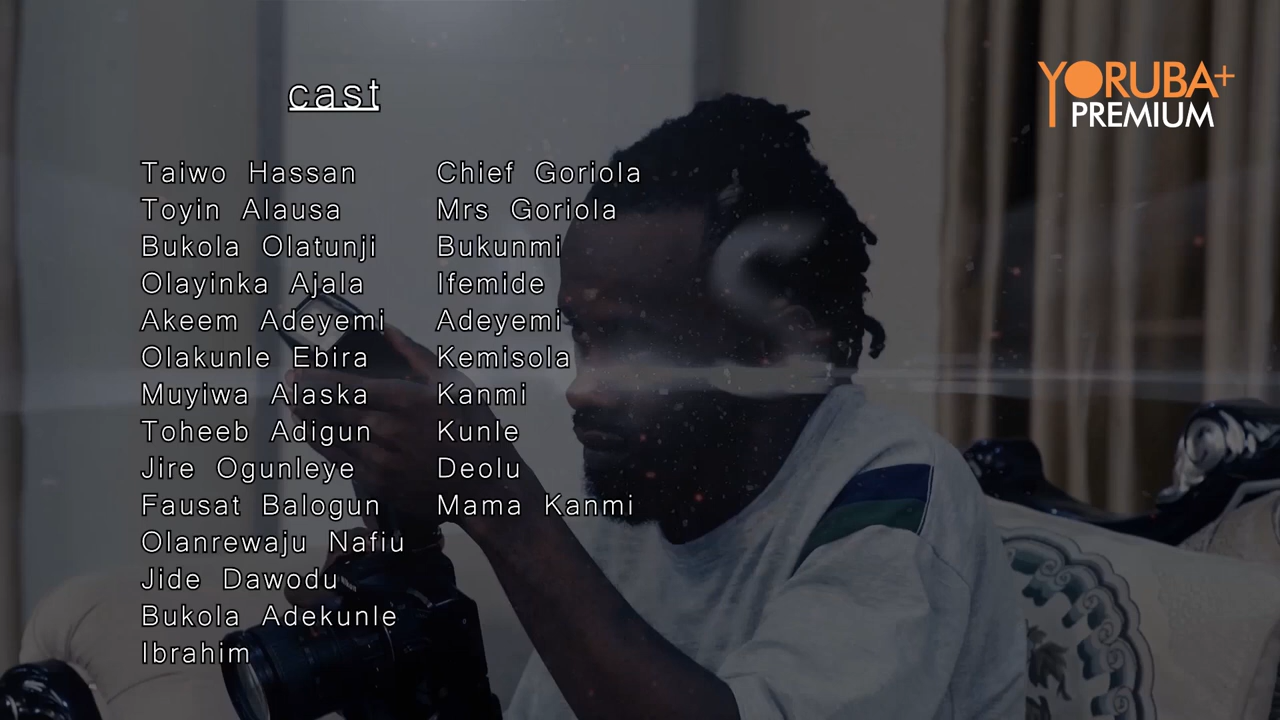 cast
YORUBA+
PREMIUM
Taiwo Hassan Chief Goriola
Toyin Alausa Mrs Goriola
Bukola Olatunji Bukunmi
Olayinka Ajala Ifemide
Akeem Adeyemi Adeyemi
Olakunle Ebira Kemisola
Muyiwa Alaska Kanmi
Toheeb Adigun Kunle
Jire Ogunleye Deolu
Fausat Balogun Mama Kanmi
Olanrewaju Nafiu
Jide Dawodu
Bukola Adekunle
Ibrahim